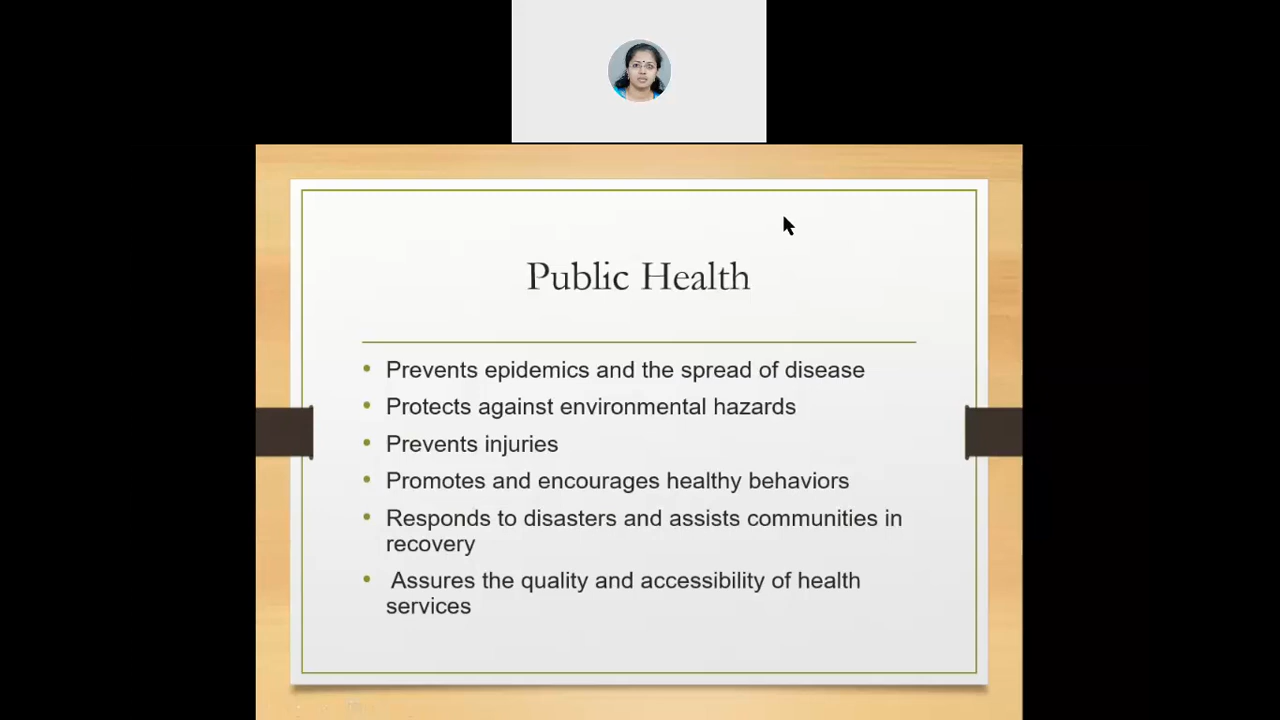 Public Health
• Prevents epidemics and the spread of disease
• Protects against environmental hazards
• Prevents injuries
• Promotes and encourages healthy behaviors
• Responds to disasters and assists communities in
recovery
• Assures the quality and accessibility of health
services